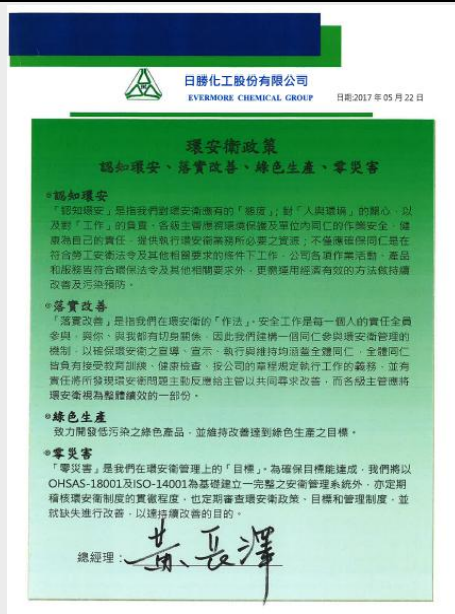 日勝化工股份有限公司
EVERMORE CHEMICAL GROUP
日期:2017 年 05 月 22 日
環安衛政策
認知環安、落實改善、綠色生產、零災害
認知環安
「認知環安」是指我們對環安衛應有的「態度」；對「人與環境」的關心，以
及對「工作」的負責，各級主管應視環境保護及單位內同仁的作業安全、健
康為自己的責任，提供執行環安衛業務所必要之資源；不僅應確保同仁是在
符合勞工安衛法令及其他相關要求的條件下工作，公司各項作業活動、產品
和服務皆符合環保法令及其他相關要求外，更應運用經濟有效的方法做持續
改善及污染預防。
落實改善
「落實改善」是指我們在環安衛的「作法」。安全工作是每一個人的責任全員
參與，與你、與我都有切身關係，因此我們建構一個同仁參與環安衛管理的
機制，以確保環安衛之宣導、宣示、執行與維持均涵蓋全體同仁，全體同仁
皆負有接受教育訓練、健康檢查、按公司的章程規定執行工作的義務，並有
責任將所發現環安衛問題主動反應給主管以共同尋求改善，而各級主管應將
環安衛視為整體績效的一部份。
綠色生產
致力開發低污染之綠色產品，並維持改善達到綠色生產之目標。
零災害
「零災害」是我們在環安衛管理上的「目標」。為確保目標能達成，我們將以
OHSAS-18001及ISO-14001為基礎建立一完整之安衛管理系統外，亦定期
稽核環安衛制度的貫徹程度，也定期審查環安衛政策、目標和管理制度，並
就缺失進行改善，以達持續改善的目的。
總經理：黃長澤